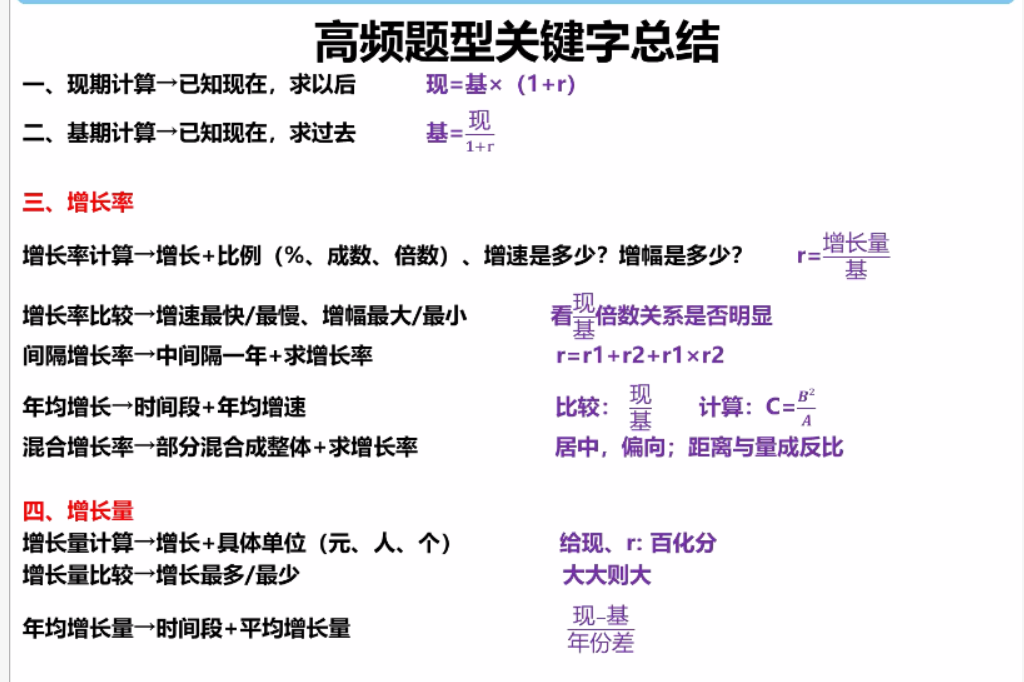 高频题型关键字总结
一、现期计算→已知现在，求以后 现=基×（1+r）
二、基期计算→已知现在，求过去 基=现/1+r
三、增长率
增长率计算→增长+比例（%、成数、倍数）、增速是多少？增幅是多少？ r=增长量/基
增长率比较→增速最快/最慢、增幅最大/最小 看现/基倍数关系是否明显
间隔增长率→中间隔一年+求增长率 r=r1+r2+r1×r2
年均增长→时间段+年均增速 比较：现/基 计算：C=B²/A
混合增长率→部分混合成整体+求增长率 居中，偏向；距离与量成反比
四、增长量
增长量计算→增长+具体单位（元、人、个） 给现、r: 百化分
增长量比较→增长最多/最少 大大则大
年均增长量→时间段+平均增长量 现-基/年份差